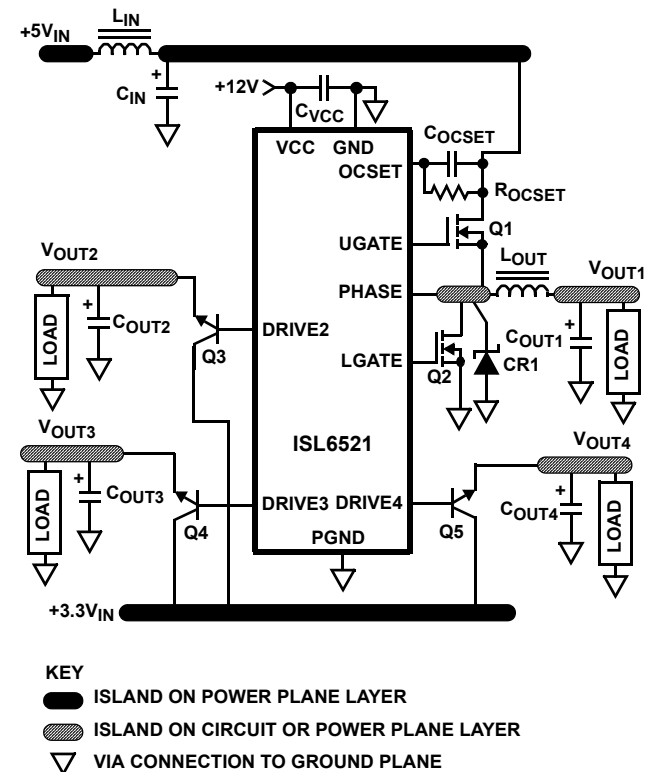 +5VIN
LIN
+
CIN
+12V
CVCC
VCC GND
OCSET
COCSET
ROCSET
UGATE
Q1
LOUT
VOUT1
PHASE
+
COUT1
LOAD
LGATE
Q2
CR1
VOUT2
+
COUT2
LOAD
Q3
DRIVE2
ISL6521
VOUT3
+
COUT3
LOAD
Q4
DRIVE3 DRIVE4
Q5
VOUT4
+
COUT4
LOAD
PGND
+3.3VIN
KEY
ISLAND ON POWER PLANE LAYER
ISLAND ON CIRCUIT OR POWER PLANE LAYER
VIA CONNECTION TO GROUND PLANE